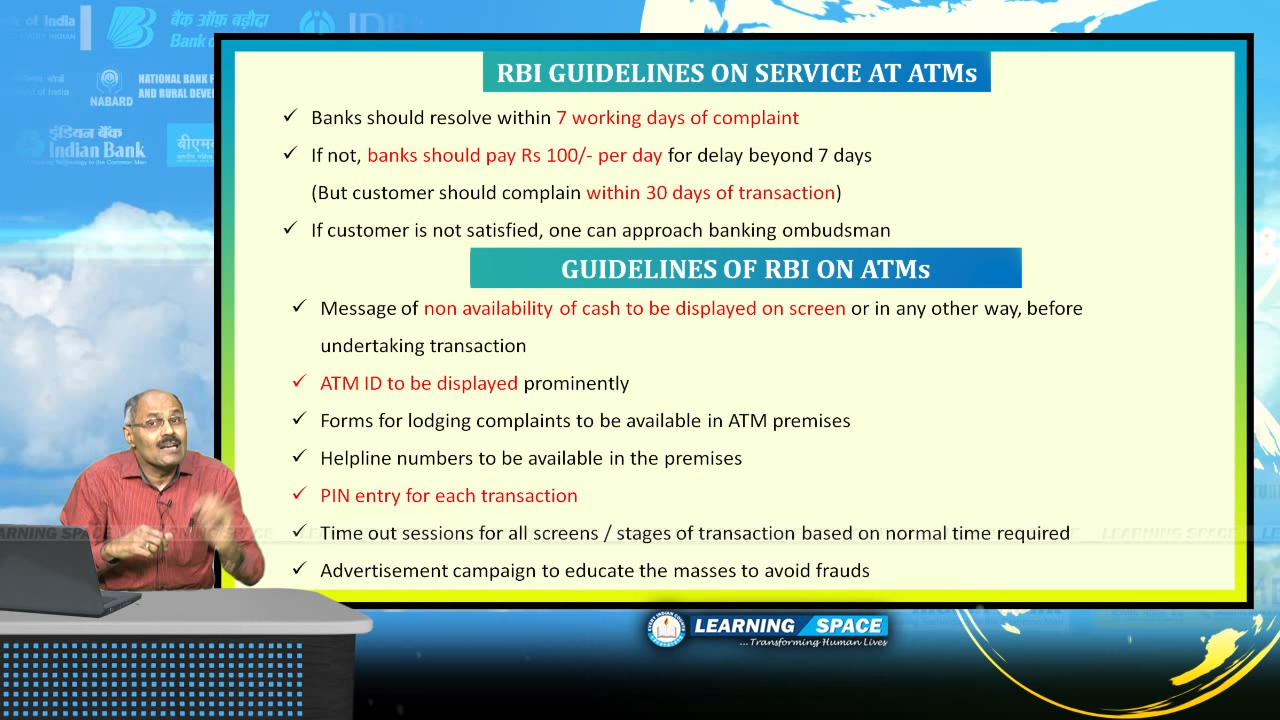 of India
बैंक ऑफ़ बड़ौदा
Bank o
IDB
NATIONAL BANK F
AND RURAL DEVE
NABARD
इंडियन बैंक
Indian Bank
RBI GUIDELINES ON SERVICE AT ATMs
✓ Banks should resolve within 7 working days of complaint
✓ If not, banks should pay Rs 100/- per day for delay beyond 7 days
(But customer should complain within 30 days of transaction)
✓ If customer is not satisfied, one can approach banking ombudsman
GUIDELINES OF RBI ON ATMs
✓ Message of non availability of cash to be displayed on screen or in any other way, before
undertaking transaction
✓ ATM ID to be displayed prominently
✓ Forms for lodging complaints to be available in ATM premises
✓ Helpline numbers to be available in the premises
✓ PIN entry for each transaction
✓ Time out sessions for all screens / stages of transaction based on normal time required
✓ Advertisement campaign to educate the masses to avoid frauds
LEARNING SPACE
LEARNING SPACE
...Transforming Human Lives